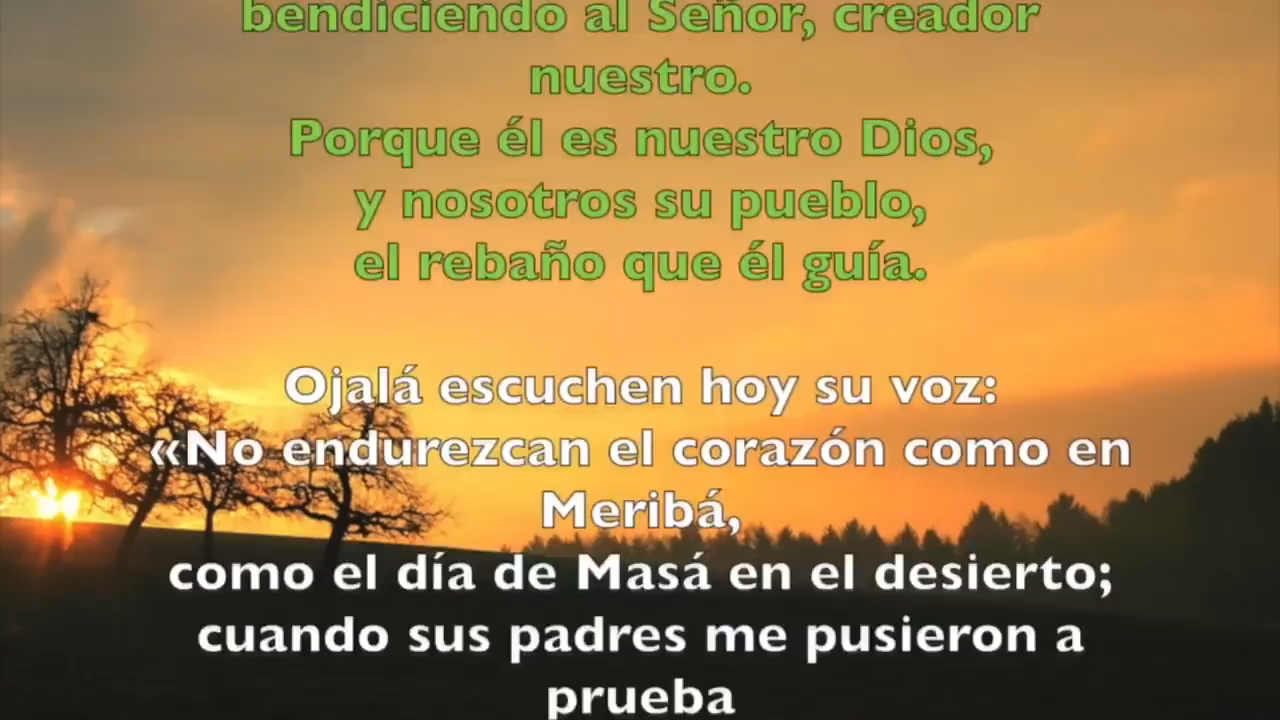 bendiciendo al Señor, creador
nuestro.
Porque él es nuestro Dios,
y nosotros su pueblo,
el rebaño que él guía.
Ojalá escuchen hoy su voz:
«No endurezcan el corazón como en
Meribá,
como el día de Masá en el desierto;
cuando sus padres me pusieron a
prueba